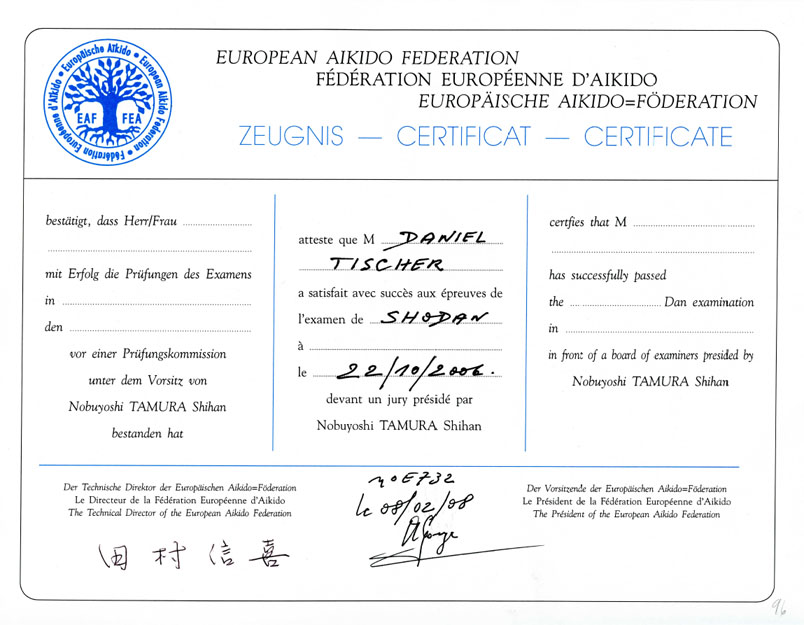 Europäische Aikido • European Aikido Federation • Fédération Européenne d'Aikido •
EAF FEA
EUROPEAN AIKIDO FEDERATION
FÉDÉRATION EUROPÉENNE D'AIKIDO
EUROPÄISCHE AIKIDO=FÖDERATION
ZEUGNIS — CERTIFICAT — CERTIFICATE
bestätigt, dass Herr/Frau
mit Erfolg die Prüfungen des Examens
in
den
vor einer Prüfungskommission
unter dem Vorsitz von
Nobuyoshi TAMURA Shihan
bestanden hat
atteste que M DANIEL
TISCHER
a satisfait avec succès aux épreuves de
l'examen de SHODAN
à
le 22/10/2006.
devant un jury présidé par
Nobuyoshi TAMURA Shihan
certfies that M
has successfully passed
the Dan examination
in
in front of a board of examiners presided by
Nobuyoshi TAMURA Shihan
Der Technische Direktor der Europäischen Aikido=Föderation
Le Directeur de la Fédération Européenne d'Aikido
The Technical Director of the European Aikido Federation
田村信喜
n° E732
le 08/02/08
Der Vorsitzende der Europäischen Aikido=Föderation
Le Président de la Fédération Européenne d'Aikido
The Président of the European Aikido Federation
96